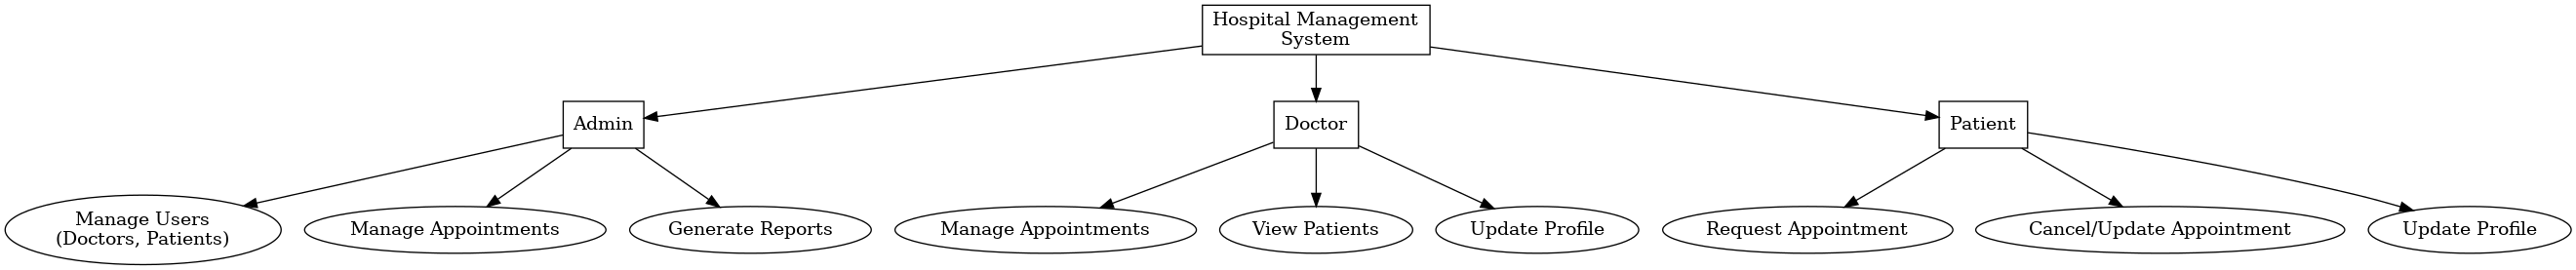 Hospital Management
System
Admin
Doctor
Patient
Manage Users
(Doctors, Patients)
Manage Appointments
Generate Reports
Manage Appointments
View Patients
Update Profile
Request Appointment
Cancel/Update Appointment
Update Profile